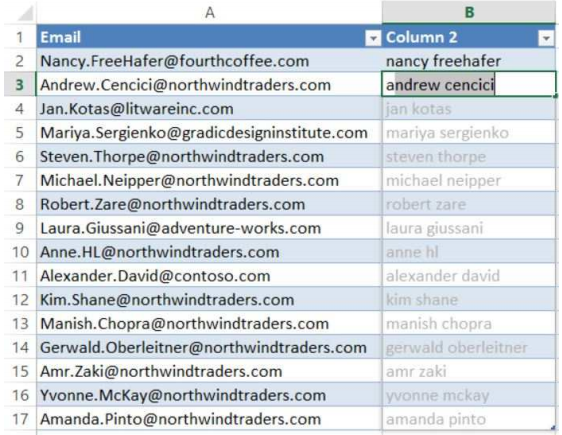 A B
1 Email Column 2
2 Nancy.FreeHafer@fourthcoffee.com nancy freehafer
3 Andrew.Cencici@northwindtraders.com andrew cencici
4 Jan.Kotas@litwareinc.com jan kotas
5 Mariya.Sergienko@gradicdesigninstitute.com mariya sergienko
6 Steven.Thorpe@northwindtraders.com steven thorpe
7 Michael.Neipper@northwindtraders.com michael neipper
8 Robert.Zare@northwindtraders.com robert zare
9 Laura.Giussani@adventure-works.com laura giussani
10 Anne.HL@northwindtraders.com anne hl
11 Alexander.David@contoso.com alexander david
12 Kim.Shane@northwindtraders.com kim shane
13 Manish.Chopra@northwindtraders.com manish chopra
14 Gerwald.Oberleitner@northwindtraders.com gerwald oberleitner
15 Amr.Zaki@northwindtraders.com amr zaki
16 Yvonne.McKay@northwindtraders.com yvonne mckay
17 Amanda.Pinto@northwindtraders.com amanda pinto